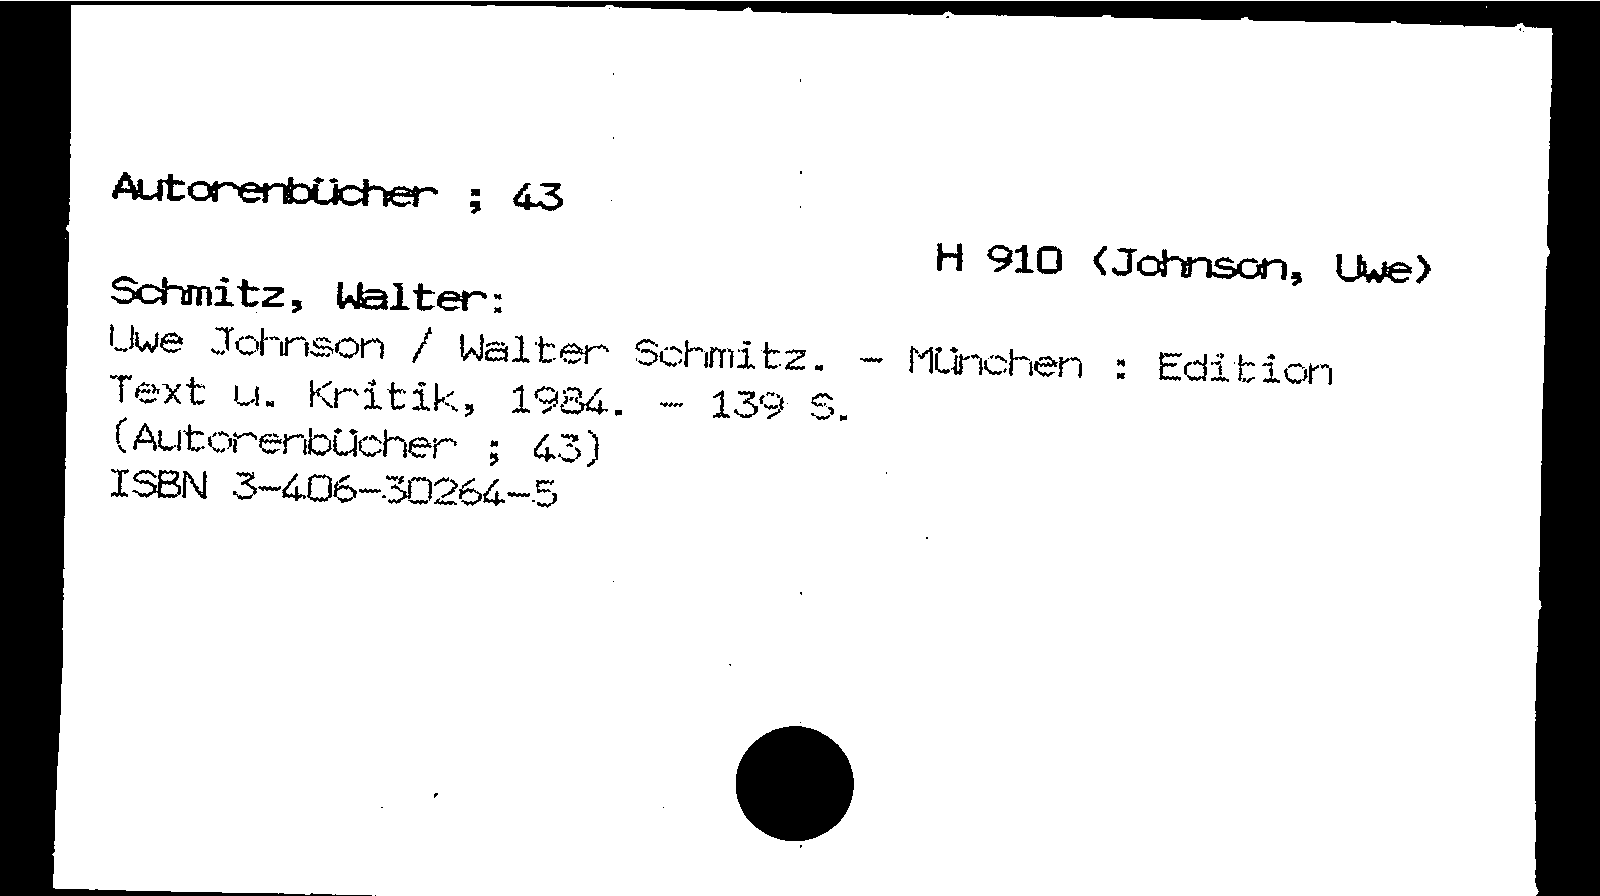 Autorenbücher ; 43
H 910 (Johnson, Uwe)
Schmitz, Walter:
Uwe Johnson / Walter Schmitz. - München : Edition
Text u. Kritik, 1984. - 139 S.
(Autorenbücher ; 43)
ISBN 3-406-30264-5